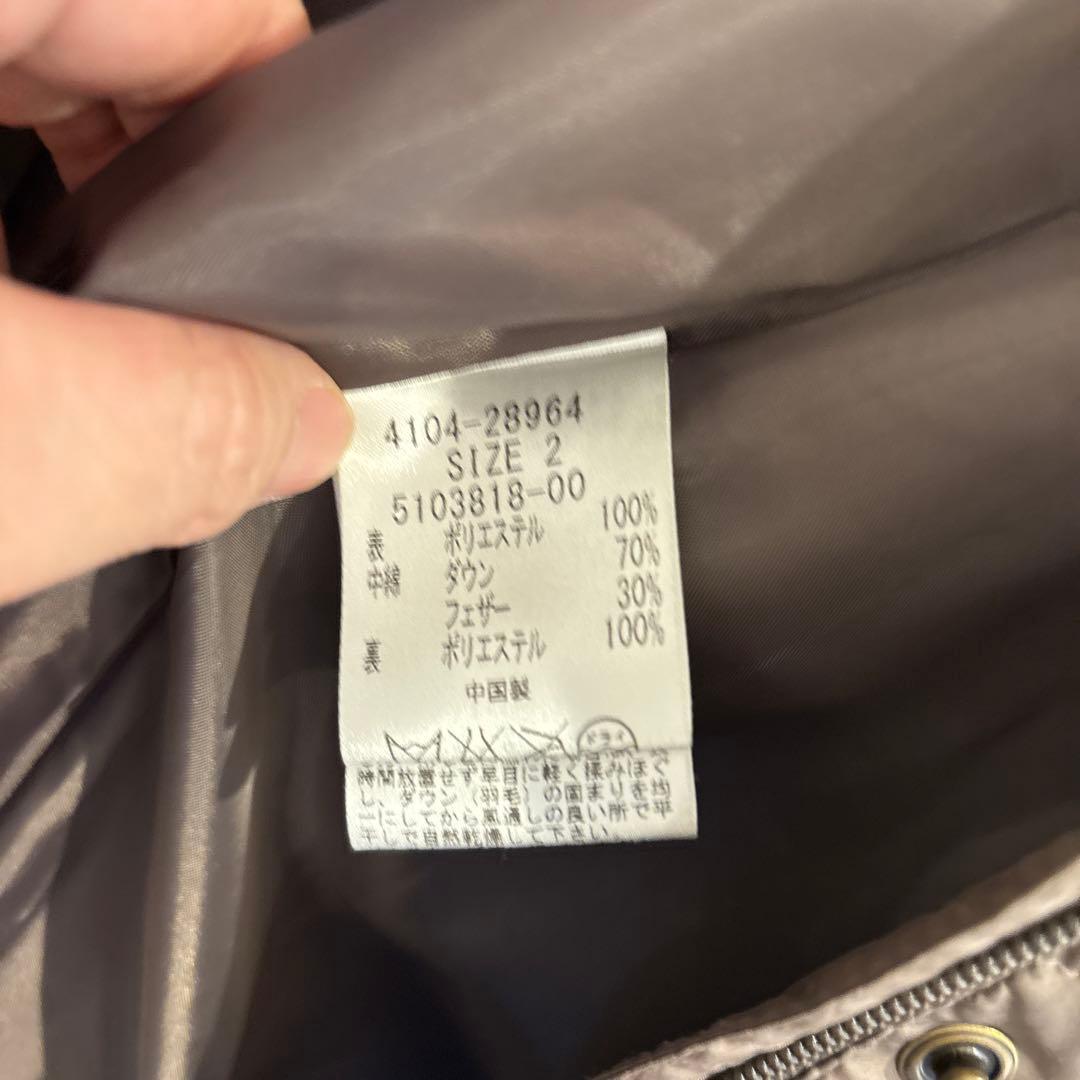 4104-28964
SIZE 2
5103818-00
表 ポリエステル 100%
中綿 ダウン 70%
フェザー 30%
裏 ポリエステル 100%
中国製
ドライ
時間放置せず、早目に軽く揉みほぐ
し、ダウン(羽毛)の固まりを均
一にしてから風通しの良い所で平
干しで自然乾燥して下さい。